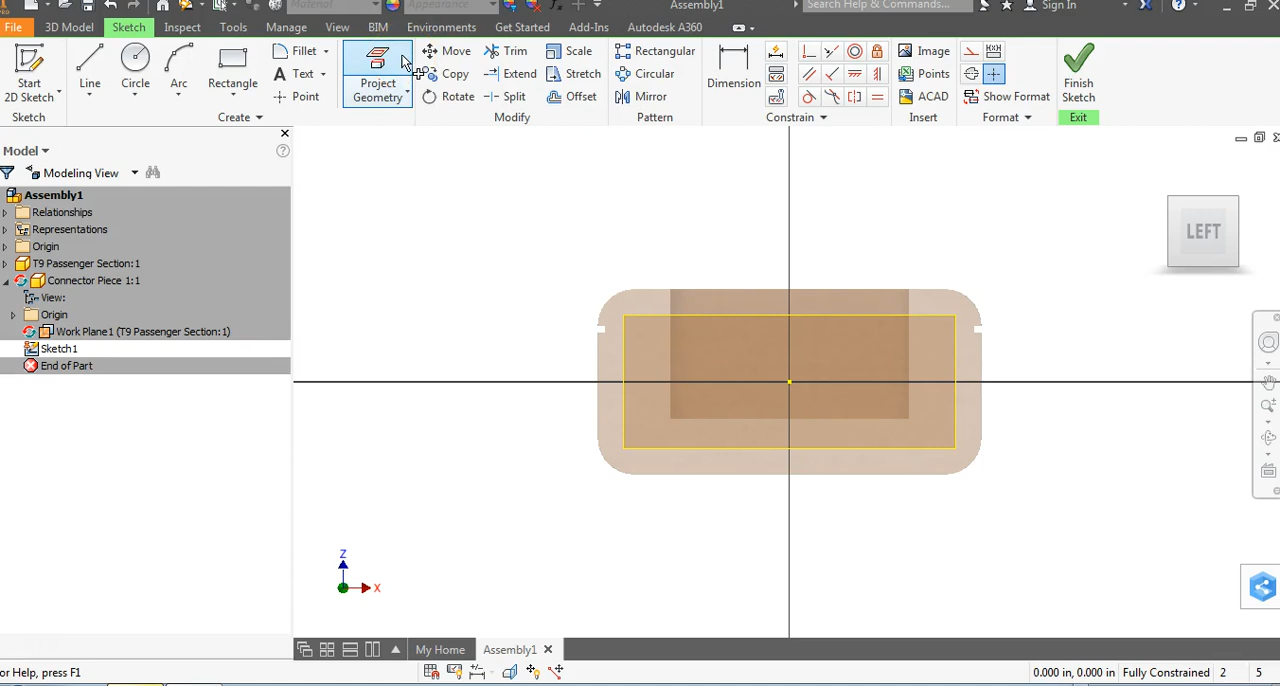 Material
Appearance
Assembly1
Search Help & Commands...
Sign In
File 3D Model Sketch Inspect Tools Manage View BIM Environments Get Started Add-Ins Autodesk A360
Start 2D Sketch
Line
Circle
Arc
Rectangle
Fillet
Text
Point
Project Geometry
Move
Copy
Rotate
Trim
Extend
Split
Scale
Stretch
Offset
Rectangular
Circular
Mirror
Dimension
Image
Points
ACAD
Show Format
Finish Sketch
Sketch Create Modify Pattern Constrain Insert Format Exit
Model
Modeling View
Assembly1
Relationships
Representations
Origin
T9 Passenger Section:1
Connector Piece 1:1
View:
Origin
Work Plane1 (T9 Passenger Section:1)
Sketch1
End of Part
LEFT
Z
X
My Home Assembly1
or Help, press F1
0.000 in, 0.000 in Fully Constrained 2 5